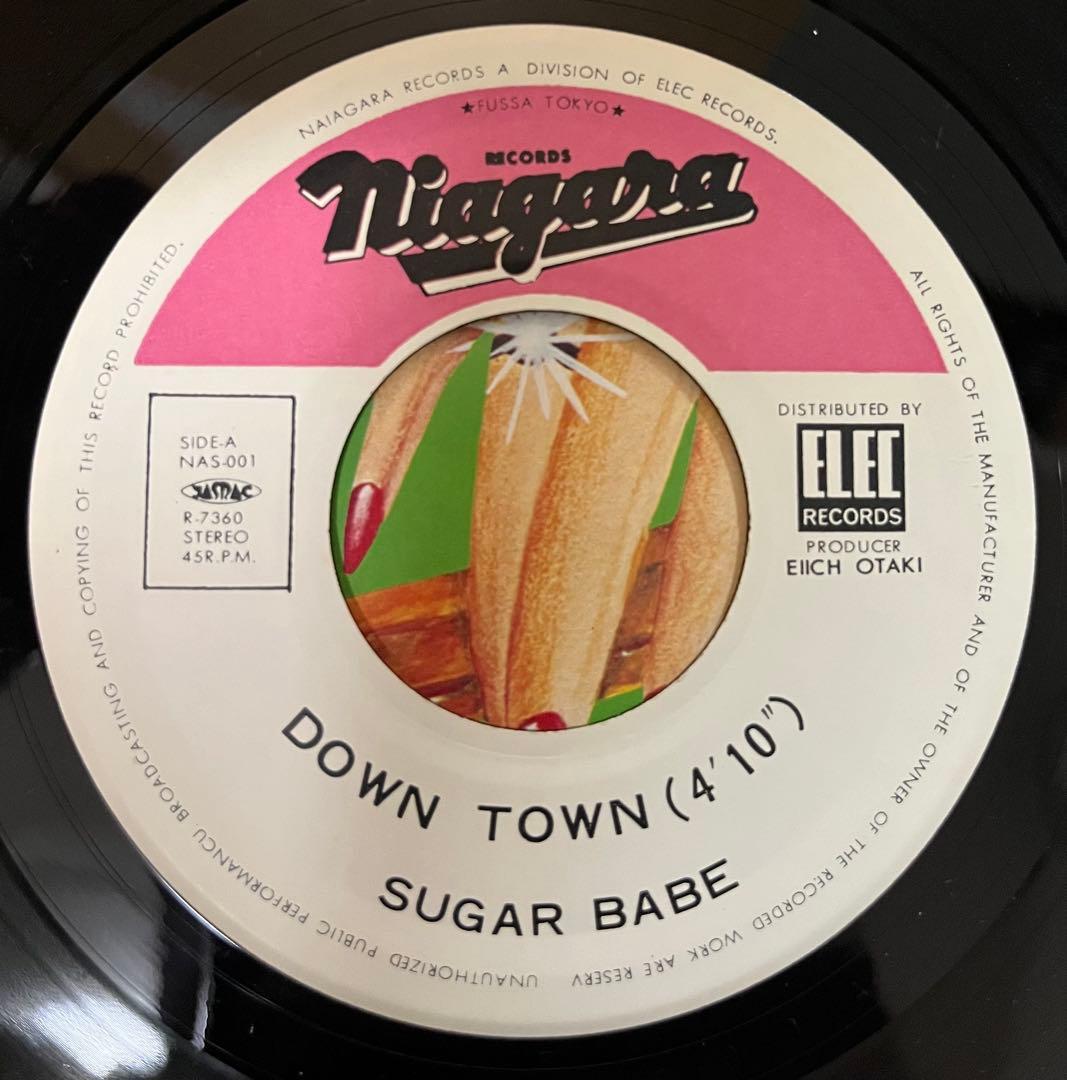 NAIAGARA RECORDS A DIVISION OF ELEC RECORDS.
★FUSSA TOKYO★
RECORDS
Niagara
ALL RIGHTS OF THE MANUFACTURER AND OF THE OWNER OF THE RECORDED WORK ARE RESERV
UNAUTHORIZED PUBLIC PERFORMANCU. BROADCASTING AND COPYING OF THIS RECORD PROHIBITED.
SIDE-A
NAS-001
JASRAC
R-7360
STEREO
45R.P.M.
DISTRIBUTED BY
ELEC
RECORDS
PRODUCER
EIICH OTAKI
DOWN TOWN (4'10")
SUGAR BABE